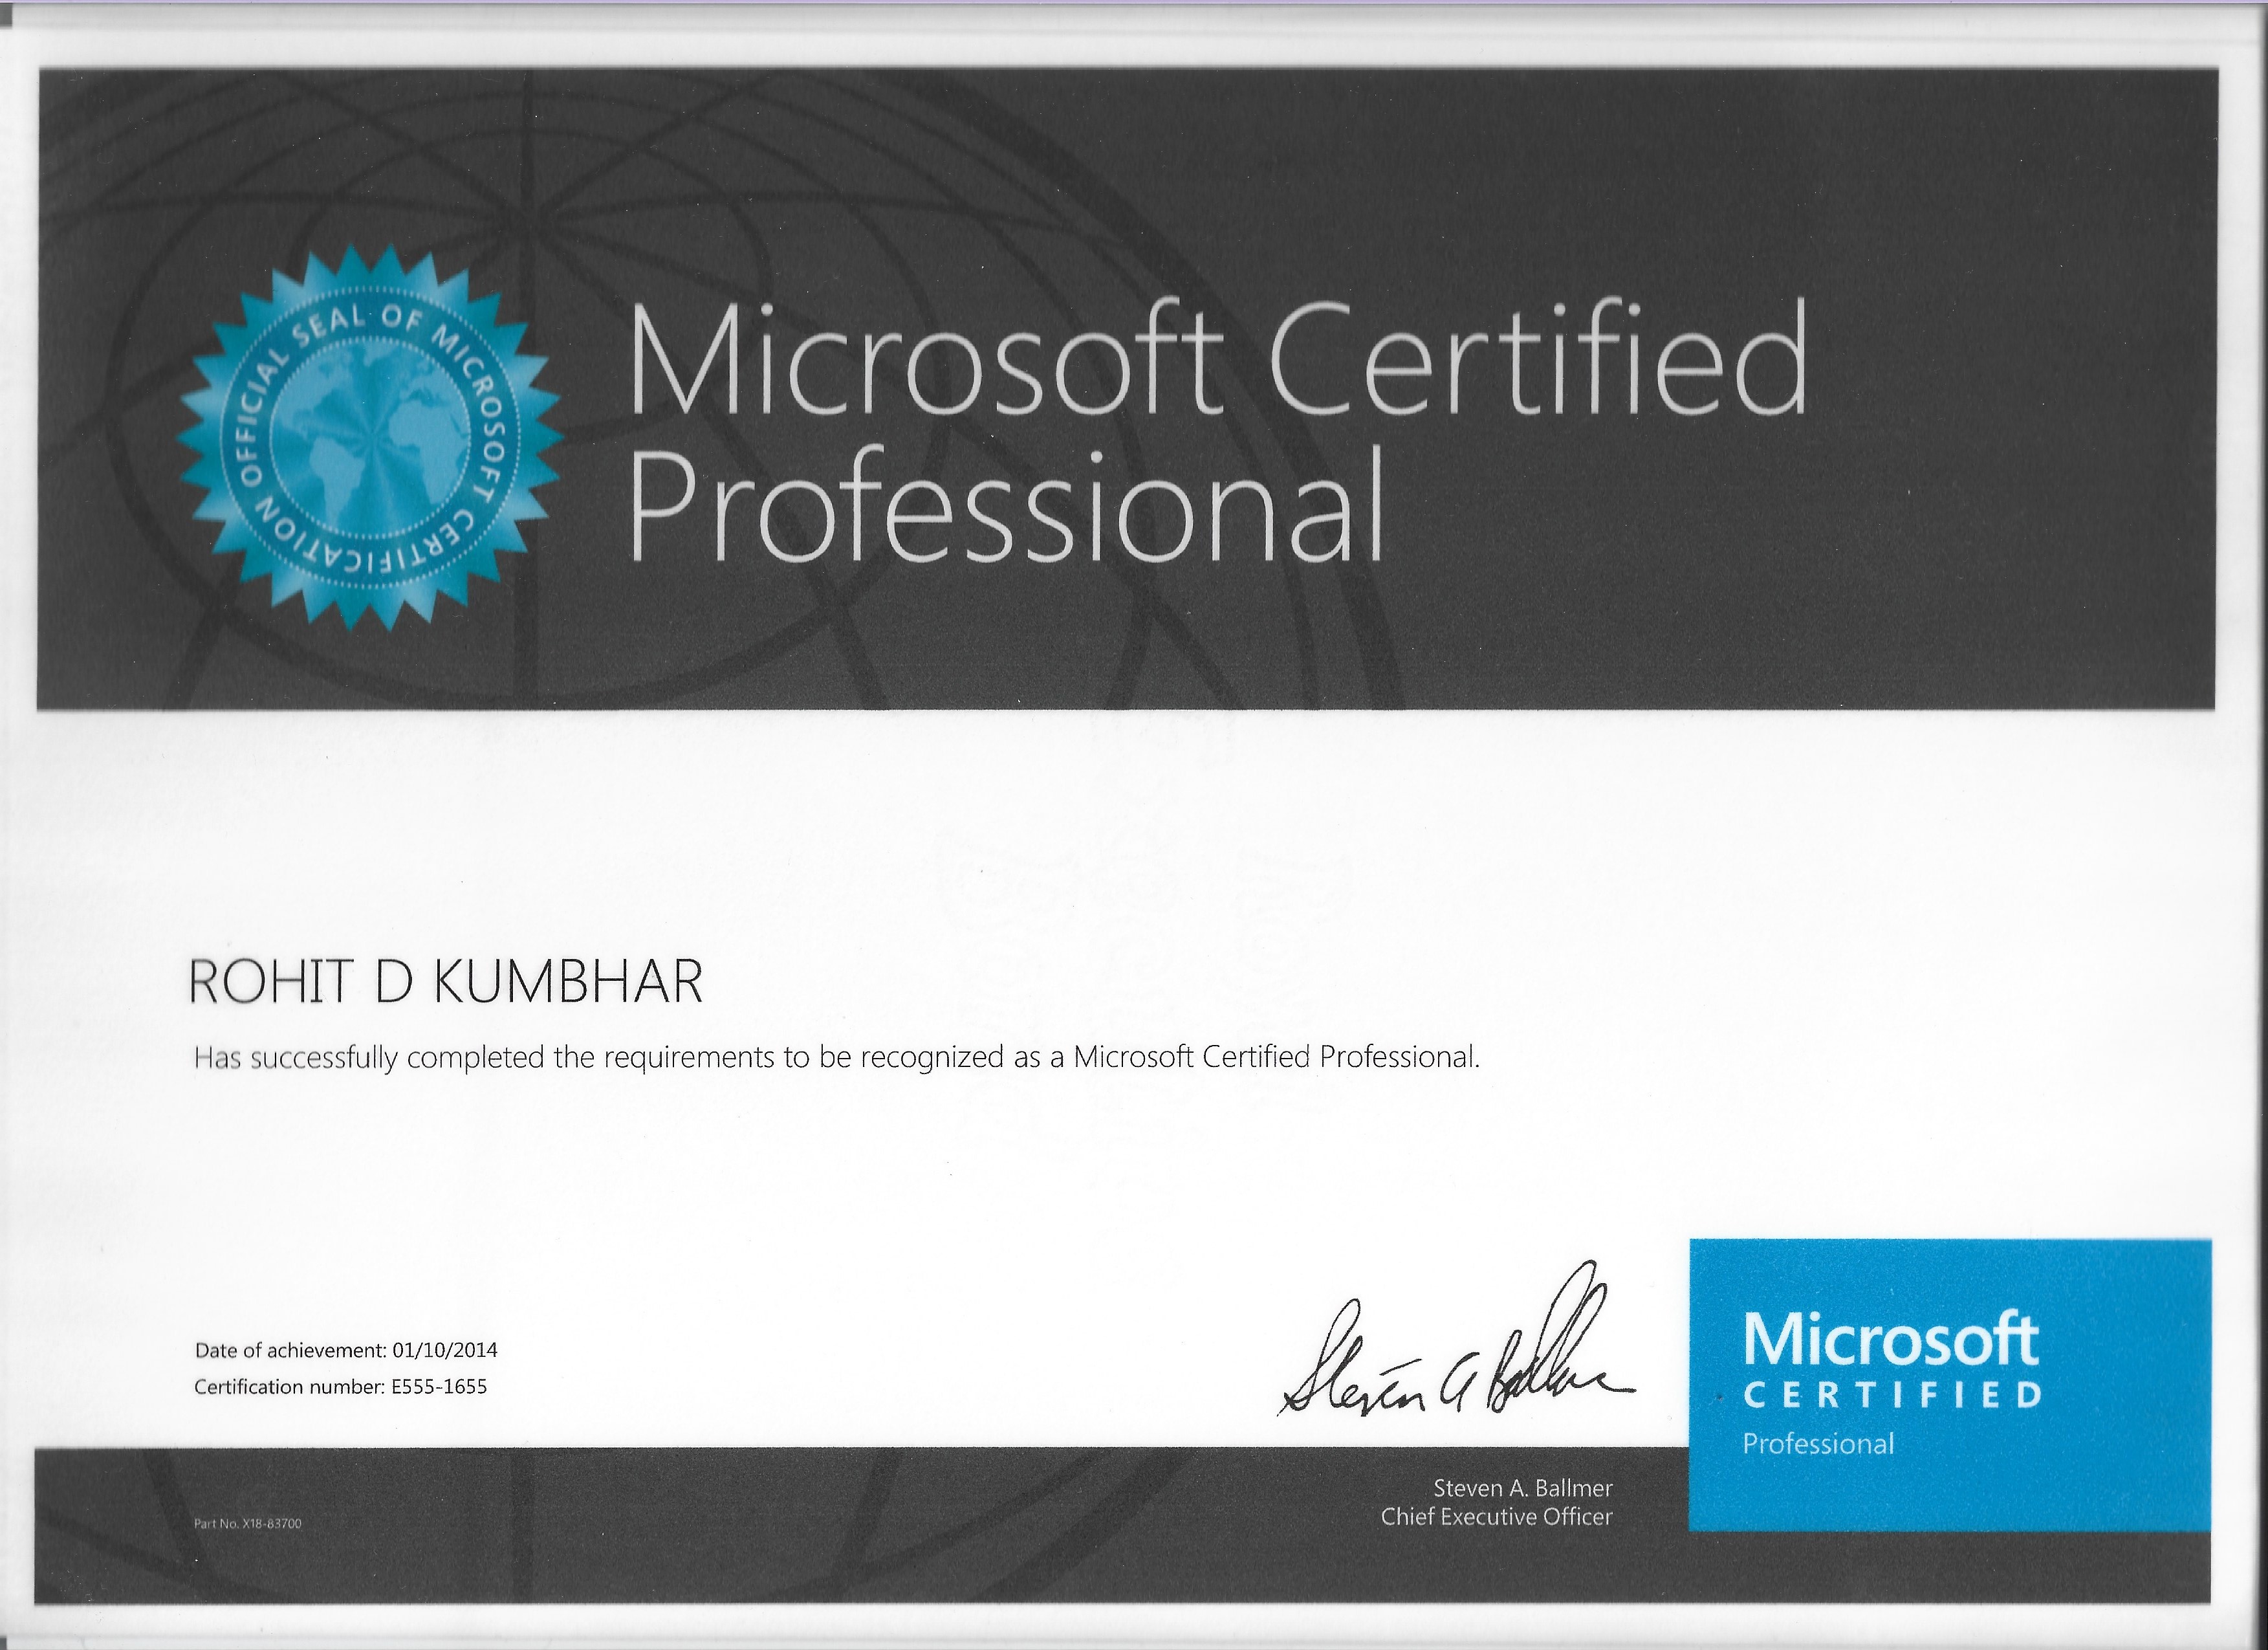 OFFICIAL SEAL OF MICROSOFT CERTIFICATION
Microsoft Certified
Professional
ROHIT D KUMBHAR
Has successfully completed the requirements to be recognized as a Microsoft Certified Professional.
Date of achievement: 01/10/2014
Certification number: E555-1655
Steven A Ballmer
Microsoft
CERTIFIED
Professional
Steven A. Ballmer
Chief Executive Officer
Part No. X18-83700